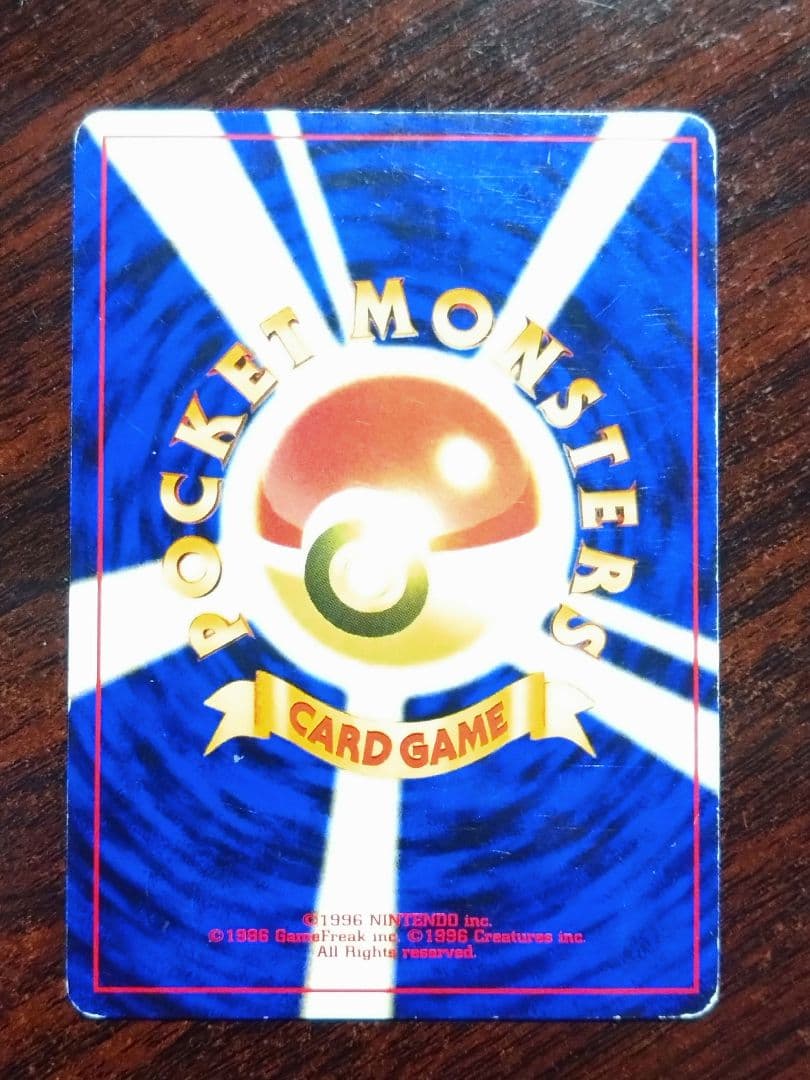 POCKET MONSTERS
CARD GAME
©1996 NINTENDO inc.
©1996 GameFreak inc. ©1996 Creatures inc.
All Rights reserved.